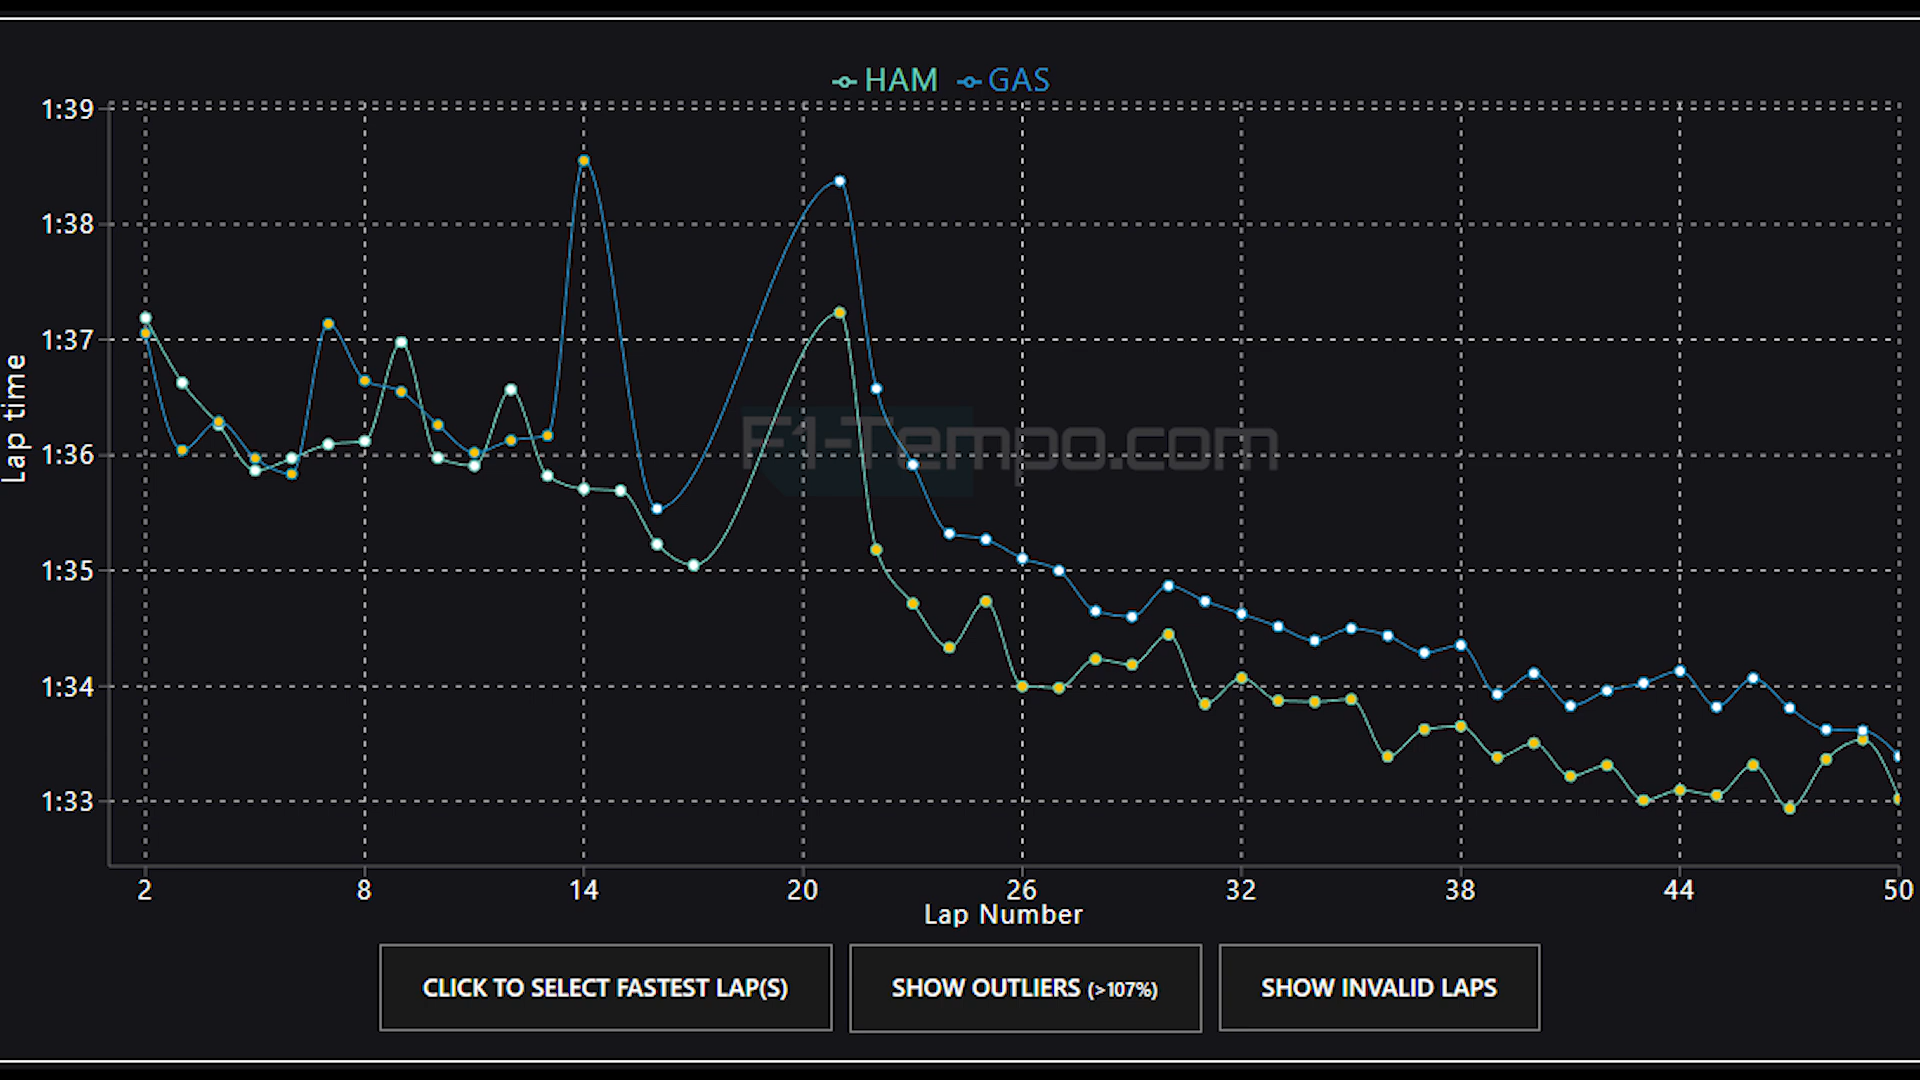 HAM GAS
1:39
1:38
1:37
1:36
1:35
1:34
1:33
Lap time
F1-Tempo.com
2 8 14 20 26 32 38 44 50
Lap Number
CLICK TO SELECT FASTEST LAP(S) SHOW OUTLIERS (>107%) SHOW INVALID LAPS